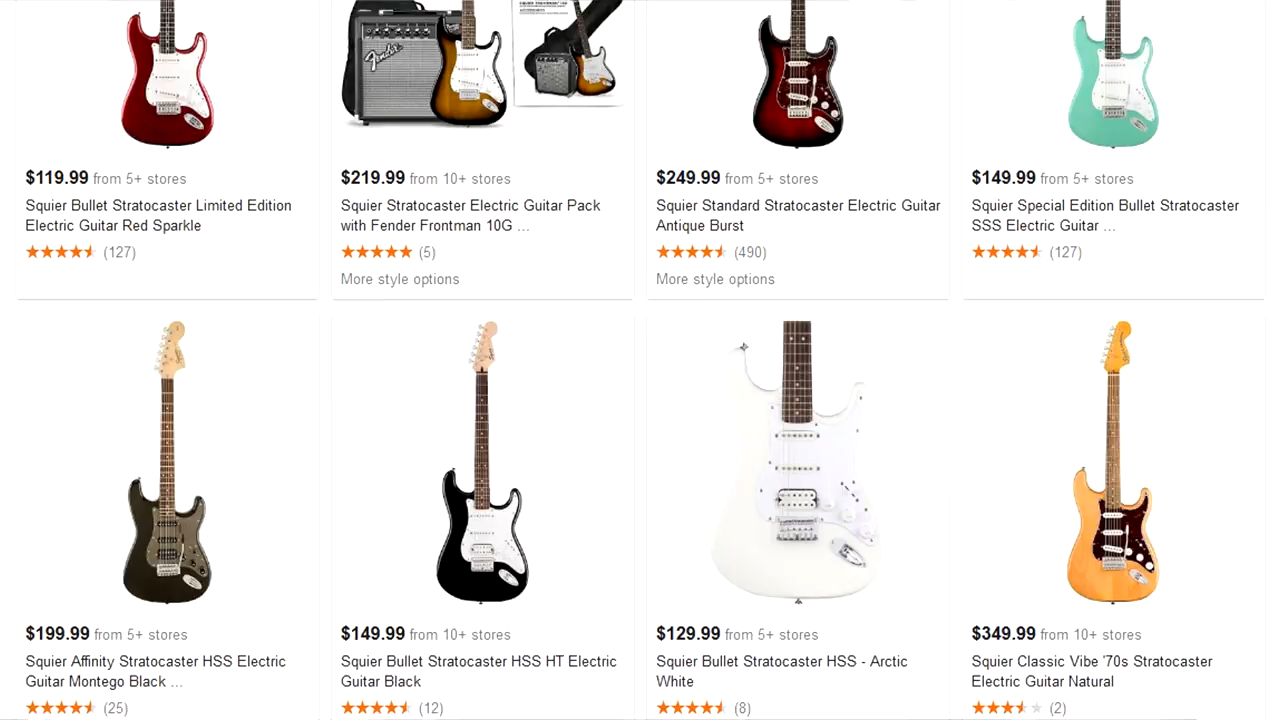 Fender
$119.99 from 5+ stores
Squier Bullet Stratocaster Limited Edition
Electric Guitar Red Sparkle
(127)
$219.99 from 10+ stores
Squier Stratocaster Electric Guitar Pack
with Fender Frontman 10G ...
(5)
More style options
$249.99 from 5+ stores
Squier Standard Stratocaster Electric Guitar
Antique Burst
(490)
More style options
$149.99 from 5+ stores
Squier Special Edition Bullet Stratocaster
SSS Electric Guitar ...
(127)
$199.99 from 5+ stores
Squier Affinity Stratocaster HSS Electric
Guitar Montego Black ...
(25)
$149.99 from 10+ stores
Squier Bullet Stratocaster HSS HT Electric
Guitar Black
(12)
$129.99 from 5+ stores
Squier Bullet Stratocaster HSS - Arctic
White
(8)
$349.99 from 10+ stores
Squier Classic Vibe '70s Stratocaster
Electric Guitar Natural
(2)